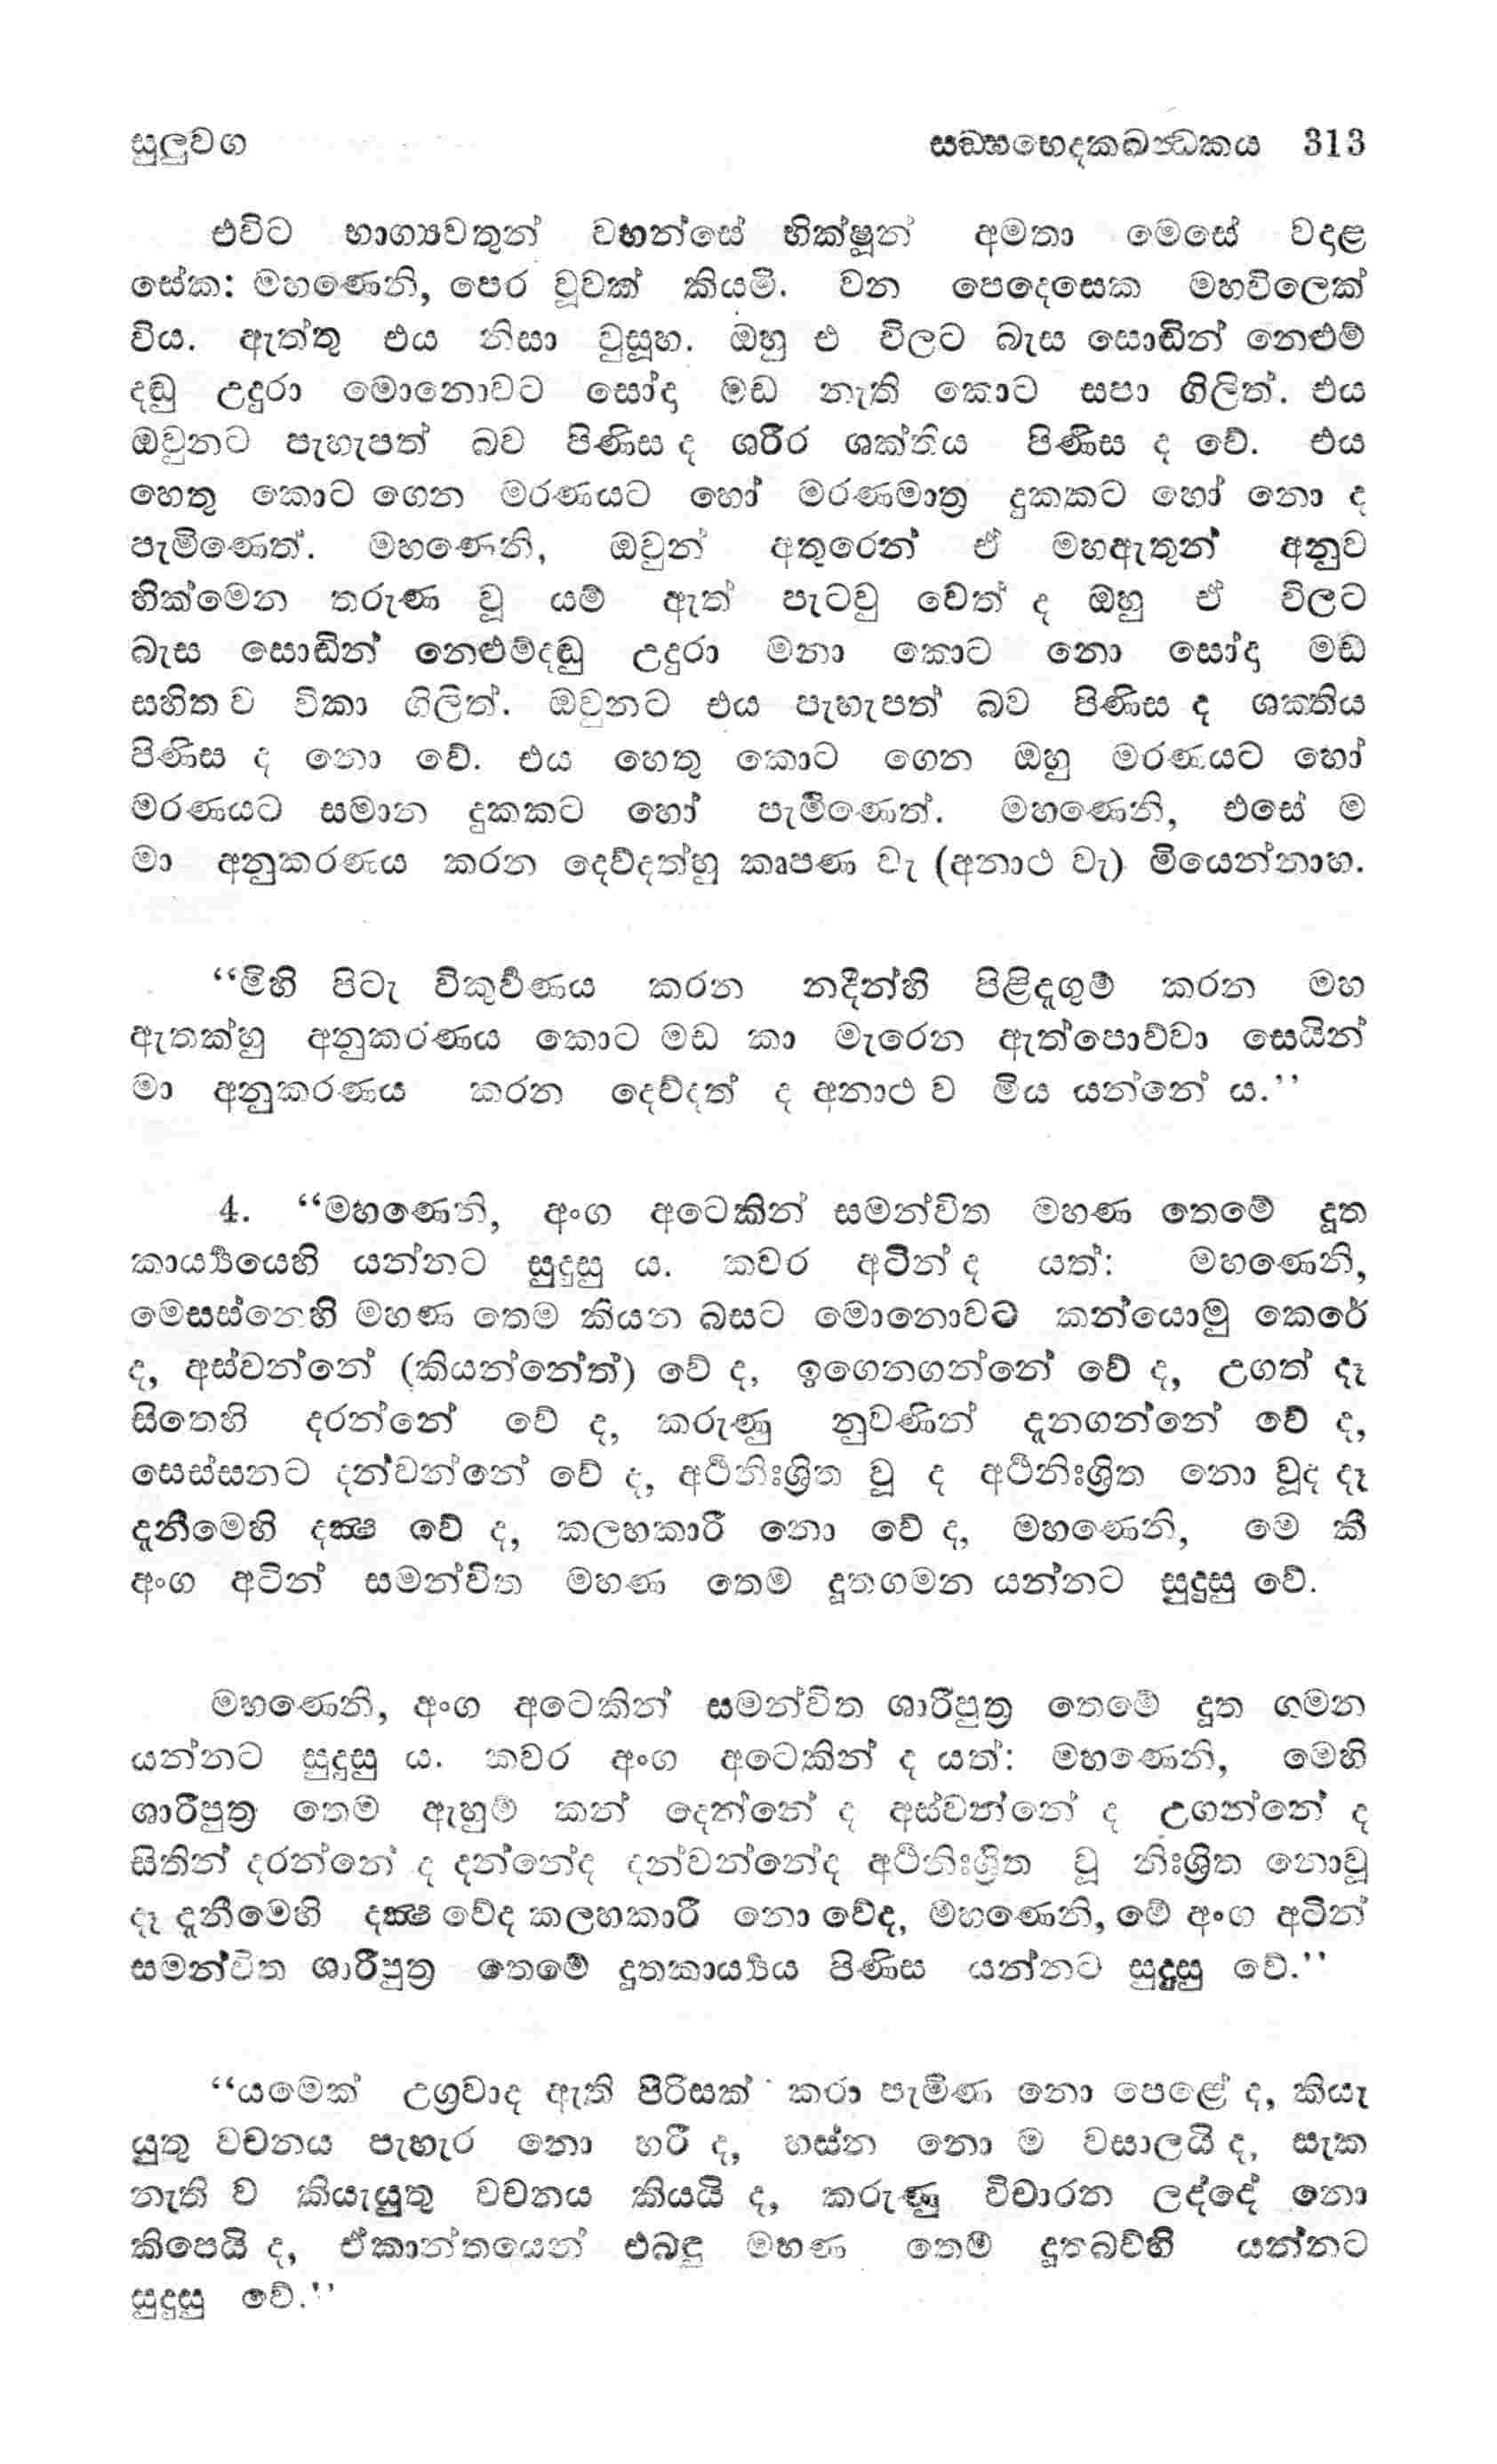 සුලුවග සඞ්ඝභෙදකඛන්ධකය 313
එවිට භාග්‍යවතුන් වහන්සේ භික්ෂූන් අමතා මෙසේ වදාළ
සේක: මහණෙනි, පෙර වූවක් කියමි. වන පෙදෙසෙක මහවිලෙක්
විය. ඇත්තු එය නිසා වුසූහ. ඔහු එ විලට බැස සොඬින් නෙළුම්
දඬු උදුරා මොනොවට සෝදා මඩ නැති කොට සපා ගිලිත්. එය
ඔවුනට පැහැපත් බව පිණිස ද ශරීර ශක්තිය පිණිස ද වේ. එය
හෙතු කොට ගෙන මරණයට හෝ මරණමාත්‍ර දුකකට හෝ නො ද
පැමිණෙත්. මහණෙනි, ඔවුන් අතුරෙන් ඒ මහඇතුන් අනුව
හික්මෙන තරුණ වූ යම් ඇත් පැටවු වෙත් ද ඔහු ඒ විලට
බැස සොඬින් නෙළුම්දඬු උදුරා මනා කොට නො සෝදා මඩ
සහිත ව විකා ගිලිත්. ඔවුනට එය පැහැපත් බව පිණිස ද ශක්තිය
පිණිස ද නො වේ. එය හෙතු කොට ගෙන ඔහු මරණයට හෝ
මරණයට සමාන දුකකට හෝ පැමිණෙත්. මහණෙනි, එසේ ම
මා අනුකරණය කරන දෙව්දත්හු කෘපණ වැ (අනාථ වැ) මියෙන්නාහ.
“මිහි පිටැ විකුර්‍වණය කරන නදීන්හි පිළිදැගුම් කරන මහ
ඇතක්හු අනුකරණය කොට මඩ කා මැරෙන ඇත්පොව්වා සෙයින්
මා අනුකරණය කරන දෙව්දත් ද අනාථ ව මිය යන්නේ ය.”
4. “මහණෙනි, අංග අටෙකින් සමන්විත මහණ තෙමේ දූත
කාර්‍ය්‍යයෙහි යන්නට සුදුසු ය. කවර අටින් ද යත්: මහණෙනි,
මෙසස්නෙහි මහණ තෙම කියන බසට මොනොවට කන්යොමු කෙරේ
ද, අස්වන්නේ (කියන්නේත්) වේ ද, ඉගෙනගන්නේ වේ ද, උගත් දෑ
සිතෙහි දරන්නේ වේ ද, කරුණු නුවණින් දැනගන්නේ වේ ද,
සෙස්සනට දන්වන්නේ වේ ද, අර්‍ථනිඃශ්‍රිත වූ ද අර්‍ථනිඃශ්‍රිත නො වූද දෑ
දැනීමෙහි දක්‍ෂ වේ ද, කලහකාරී නො වේ ද, මහණෙනි, මෙ කී
අංග අටින් සමන්විත මහණ තෙම දූතගමන යන්නට සුදුසු වේ.
මහණෙනි, අංග අටෙකින් සමන්විත ශාරීපුත්‍ර තෙමේ දූත ගමන
යන්නට සුදුසු ය. කවර අංග අටෙකින් ද යත්: මහණෙනි, මෙහි
ශාරීපුත්‍ර තෙම ඇහුම් කන් දෙන්නේ ද අස්වන්නේ ද උගන්නේ ද
සිතින් දරන්නේ ද දන්නේද දන්වන්නේද අර්‍ථනිඃශ්‍රිත වූ නිඃශ්‍රිත නොවූ
දෑ දැනීමෙහි දක්‍ෂ වේද කලහකාරී නො වේද, මහණෙනි, මේ අංග අටින්
සමන්විත ශාරීපුත්‍ර තෙමේ දූතකාර්‍ය්‍යය පිණිස යන්නට සුදුසු වේ.”
“යමෙක් උග්‍රවාද ඇති පිරිසක් කරා පැමිණ නො පෙළේ ද, කියැ
යුතු වචනය පැහැර නො හරී ද, හස්න නො ම වසාලයි ද, සැක
නැති ව කියැයුතු වචනය කියයි ද, කරුණු විචාරන ලද්දේ නො
කිපෙයි ද, ඒකාන්තයෙන් එබඳු මහණ තෙම දූතබව්හි යන්නට
සුදුසු වේ.”